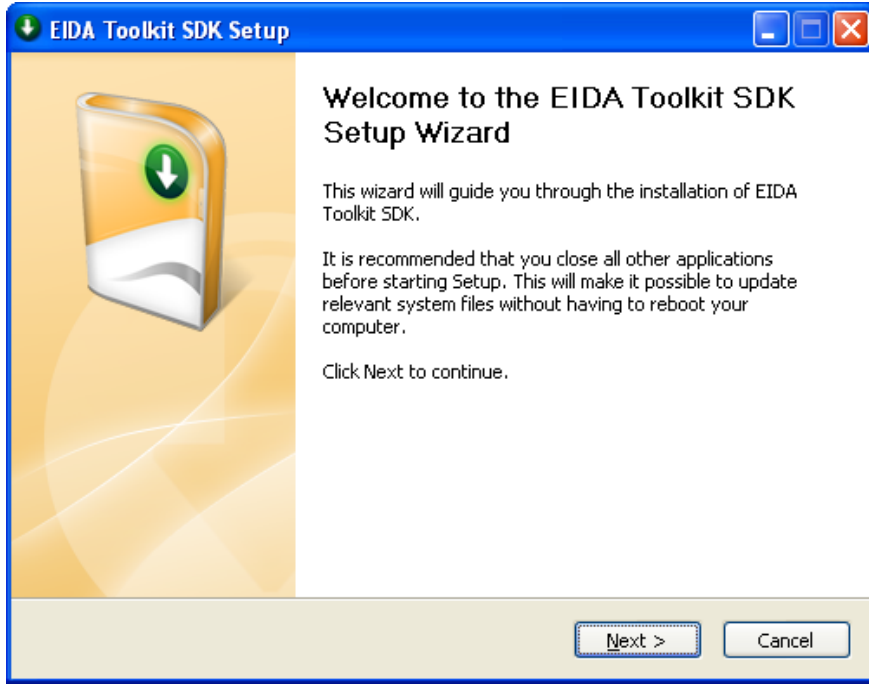 EIDA Toolkit SDK Setup
Welcome to the EIDA Toolkit SDK
Setup Wizard
This wizard will guide you through the installation of EIDA
Toolkit SDK.
It is recommended that you close all other applications
before starting Setup. This will make it possible to update
relevant system files without having to reboot your
computer.
Click Next to continue.
Next >
Cancel